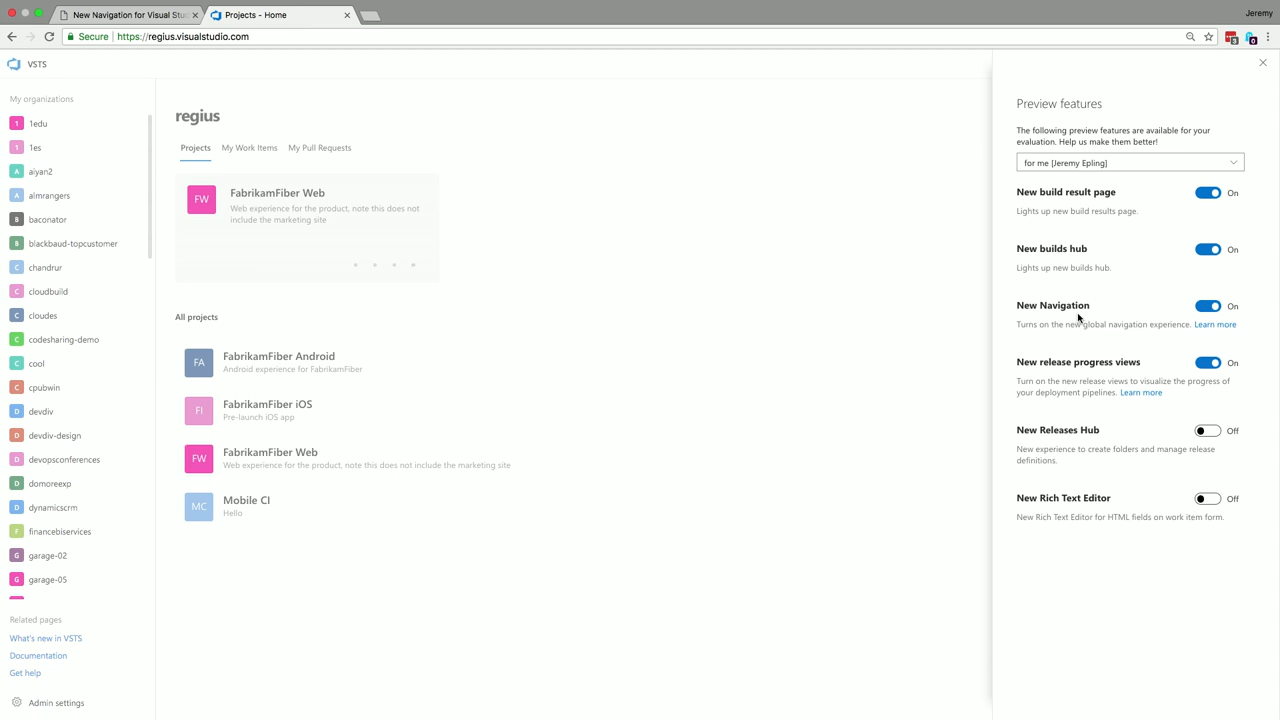 New Navigation for Visual Stu
Projects - Home
Jeremy
Secure
https://regius.visualstudio.com
VSTS
My organizations
1 1edu
1 1es
A aiyan2
A almrangers
B baconator
B blackbaud-topcustomer
C chandrur
C cloudbuild
C cloudes
C codesharing-demo
C cool
C cpubwin
D devdiv
D devdiv-design
D devopsconferences
D domoreexp
D dynamicscrm
F financebiservices
G garage-02
G garage-05
Related pages
What's new in VSTS
Documentation
Get help
Admin settings
regius
Projects My Work Items My Pull Requests
FW FabrikamFiber Web
Web experience for the product, note this does not
include the marketing site
All projects
FA FabrikamFiber Android
Android experience for FabrikamFiber
FI FabrikamFiber iOS
Pre-launch iOS app
FW FabrikamFiber Web
Web experience for the product, note this does not include the marketing site
MC Mobile CI
Hello
Preview features
The following preview features are available for your
evaluation. Help us make them better!
for me [Jeremy Epling]
New build result page On
Lights up new build results page.
New builds hub On
Lights up new builds hub.
New Navigation On
Turns on the new global navigation experience. Learn more
New release progress views On
Turn on the new release views to visualize the progress of
your deployment pipelines. Learn more
New Releases Hub Off
New experience to create folders and manage release
definitions.
New Rich Text Editor Off
New Rich Text Editor for HTML fields on work item form.